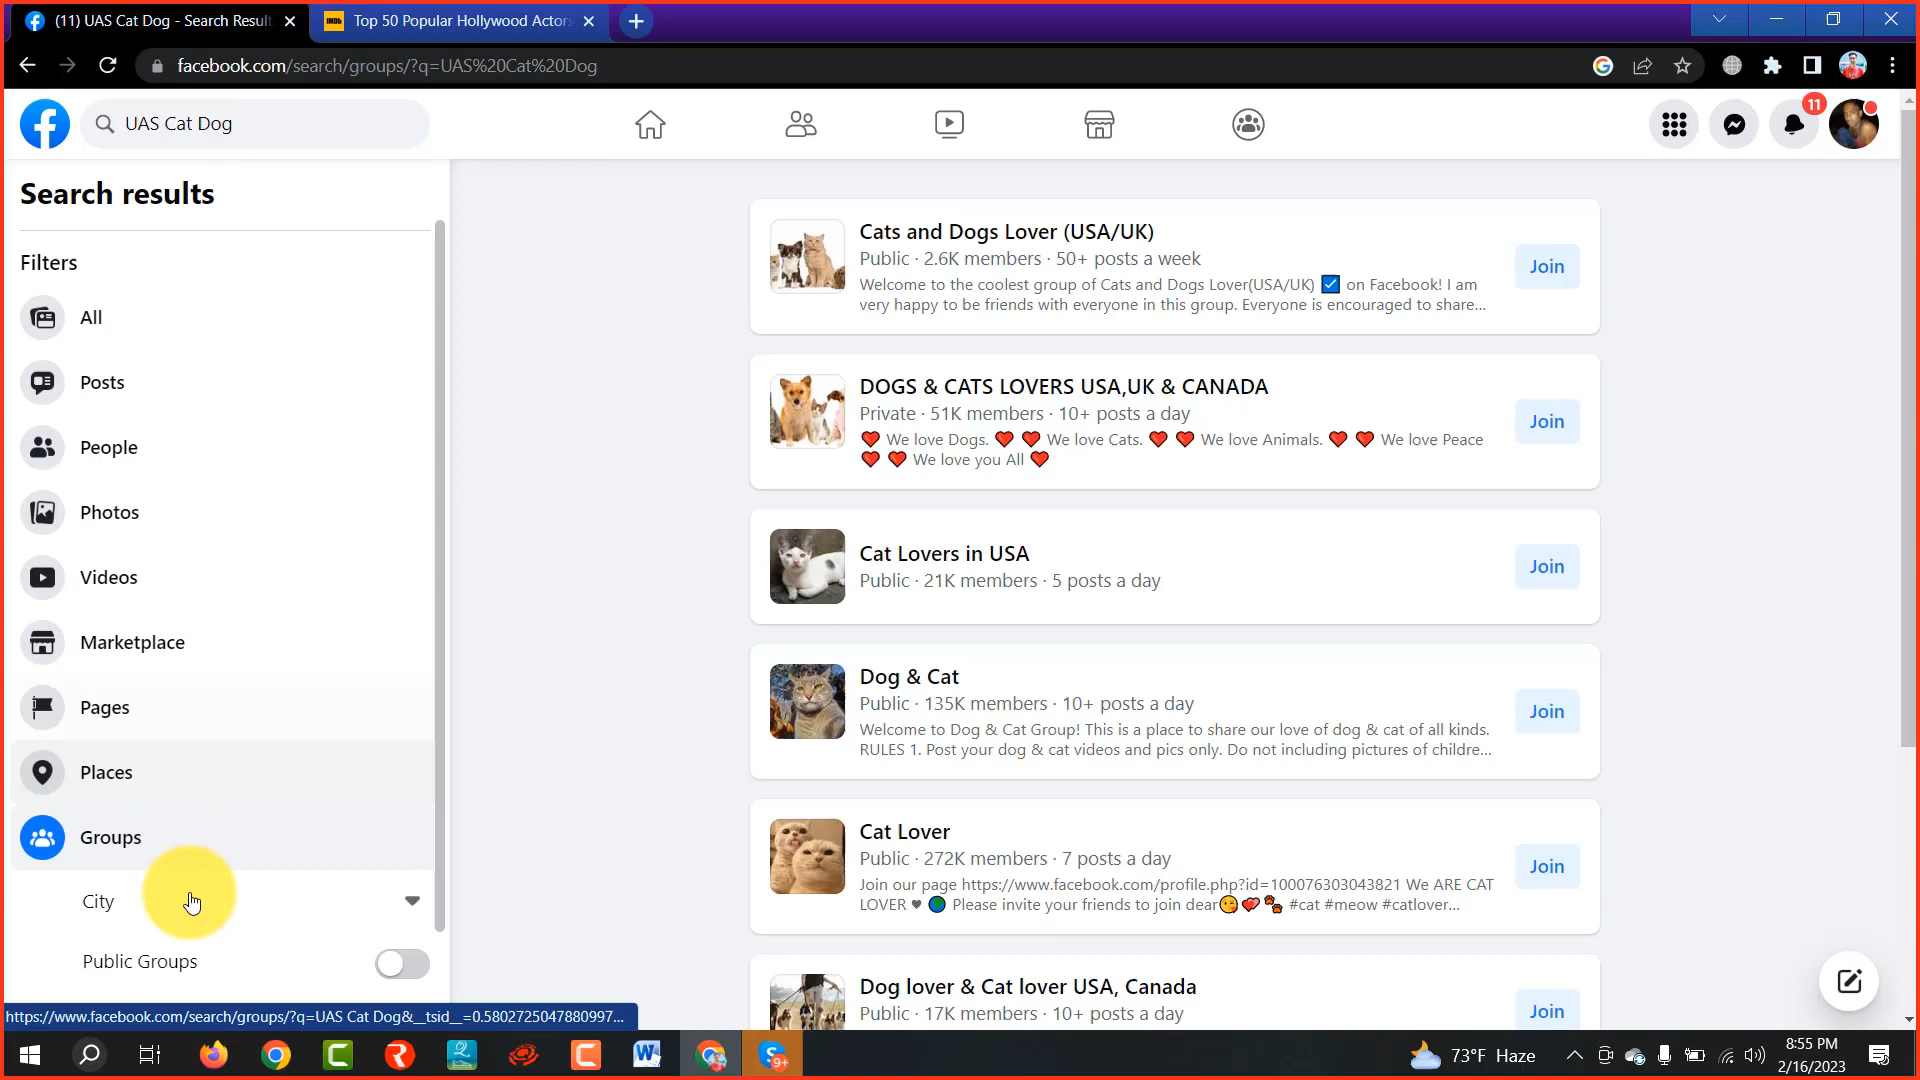 (11) UAS Cat Dog - Search Result
IMDb Top 50 Popular Hollywood Actors
facebook.com/search/groups/?q=UAS%20Cat%20Dog
UAS Cat Dog
11
Search results
Filters
All
Posts
People
Photos
Videos
Marketplace
Pages
Places
Groups
City
Public Groups
Cats and Dogs Lover (USA/UK)
Public · 2.6K members · 50+ posts a week
Welcome to the coolest group of Cats and Dogs Lover(USA/UK) ☑ on Facebook! I am
very happy to be friends with everyone in this group. Everyone is encouraged to share...
Join
DOGS & CATS LOVERS USA,UK & CANADA
Private · 51K members · 10+ posts a day
❤ We love Dogs. ❤ ❤ We love Cats. ❤ ❤ We love Animals. ❤ ❤ We love Peace
❤ ❤ We love you All ❤
Join
Cat Lovers in USA
Public · 21K members · 5 posts a day
Join
Dog & Cat
Public · 135K members · 10+ posts a day
Welcome to Dog & Cat Group! This is a place to share our love of dog & cat of all kinds.
RULES 1. Post your dog & cat videos and pics only. Do not including pictures of childre...
Join
Cat Lover
Public · 272K members · 7 posts a day
Join our page https://www.facebook.com/profile.php?id=100076303043821 We ARE CAT
LOVER ♥ 🌎 Please invite your friends to join dear😘💞🐾 #cat #meow #catlover...
Join
Dog lover & Cat lover USA, Canada
Public · 17K members · 10+ posts a day
Join
https://www.facebook.com/search/groups/?q=UAS Cat Dog&__tsid__=0.5802725047880997...
9+
73°F Haze
8:55 PM
2/16/2023